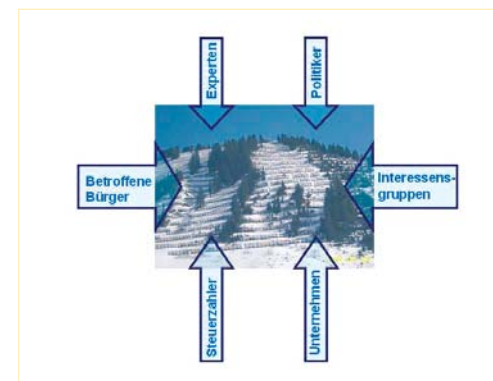 Experten
Politiker
Betroffene
Bürger
Interessens-
gruppen
Steuerzahler
Unternehmen